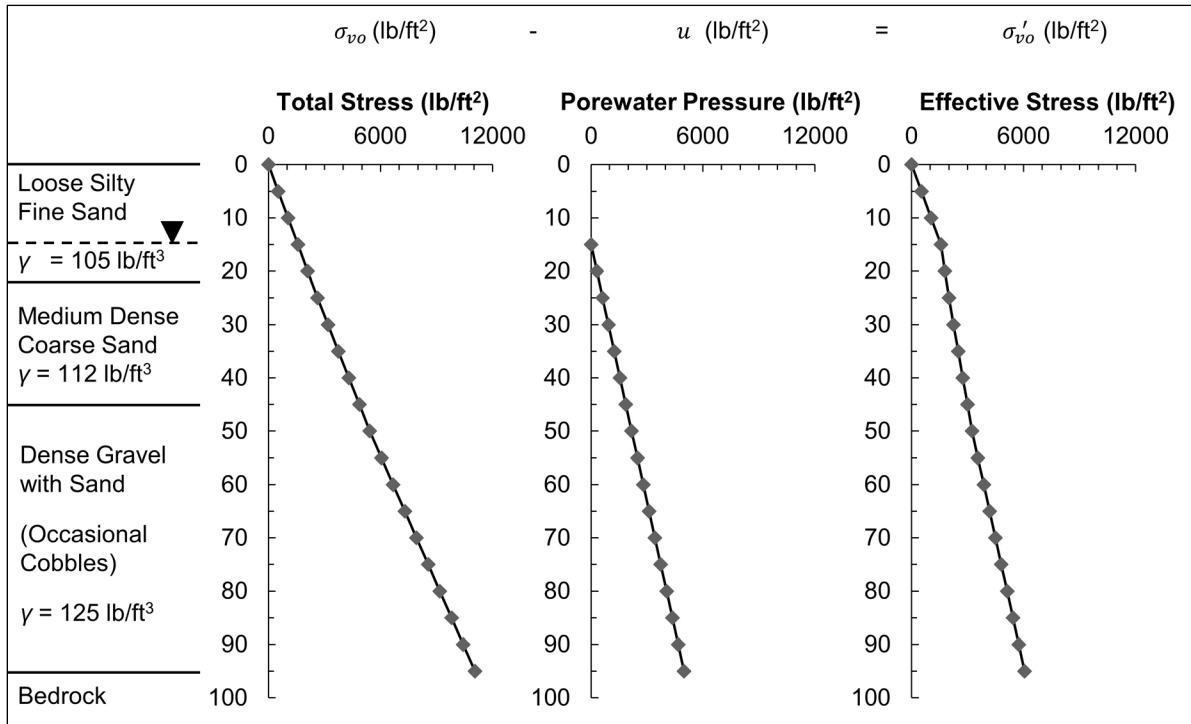 σvo (lb/ft²) - u (lb/ft²) = σ′vo (lb/ft²)
Total Stress (lb/ft²)
0 6000 12000
0
10
20
30
40
50
60
70
80
90
100
Porewater Pressure (lb/ft²)
0 6000 12000
0
10
20
30
40
50
60
70
80
90
100
Effective Stress (lb/ft²)
0 6000 12000
0
10
20
30
40
50
60
70
80
90
100
Loose Silty
Fine Sand
γ = 105 lb/ft³
Medium Dense
Coarse Sand
γ = 112 lb/ft³
Dense Gravel
with Sand
(Occasional
Cobbles)
γ = 125 lb/ft³
Bedrock